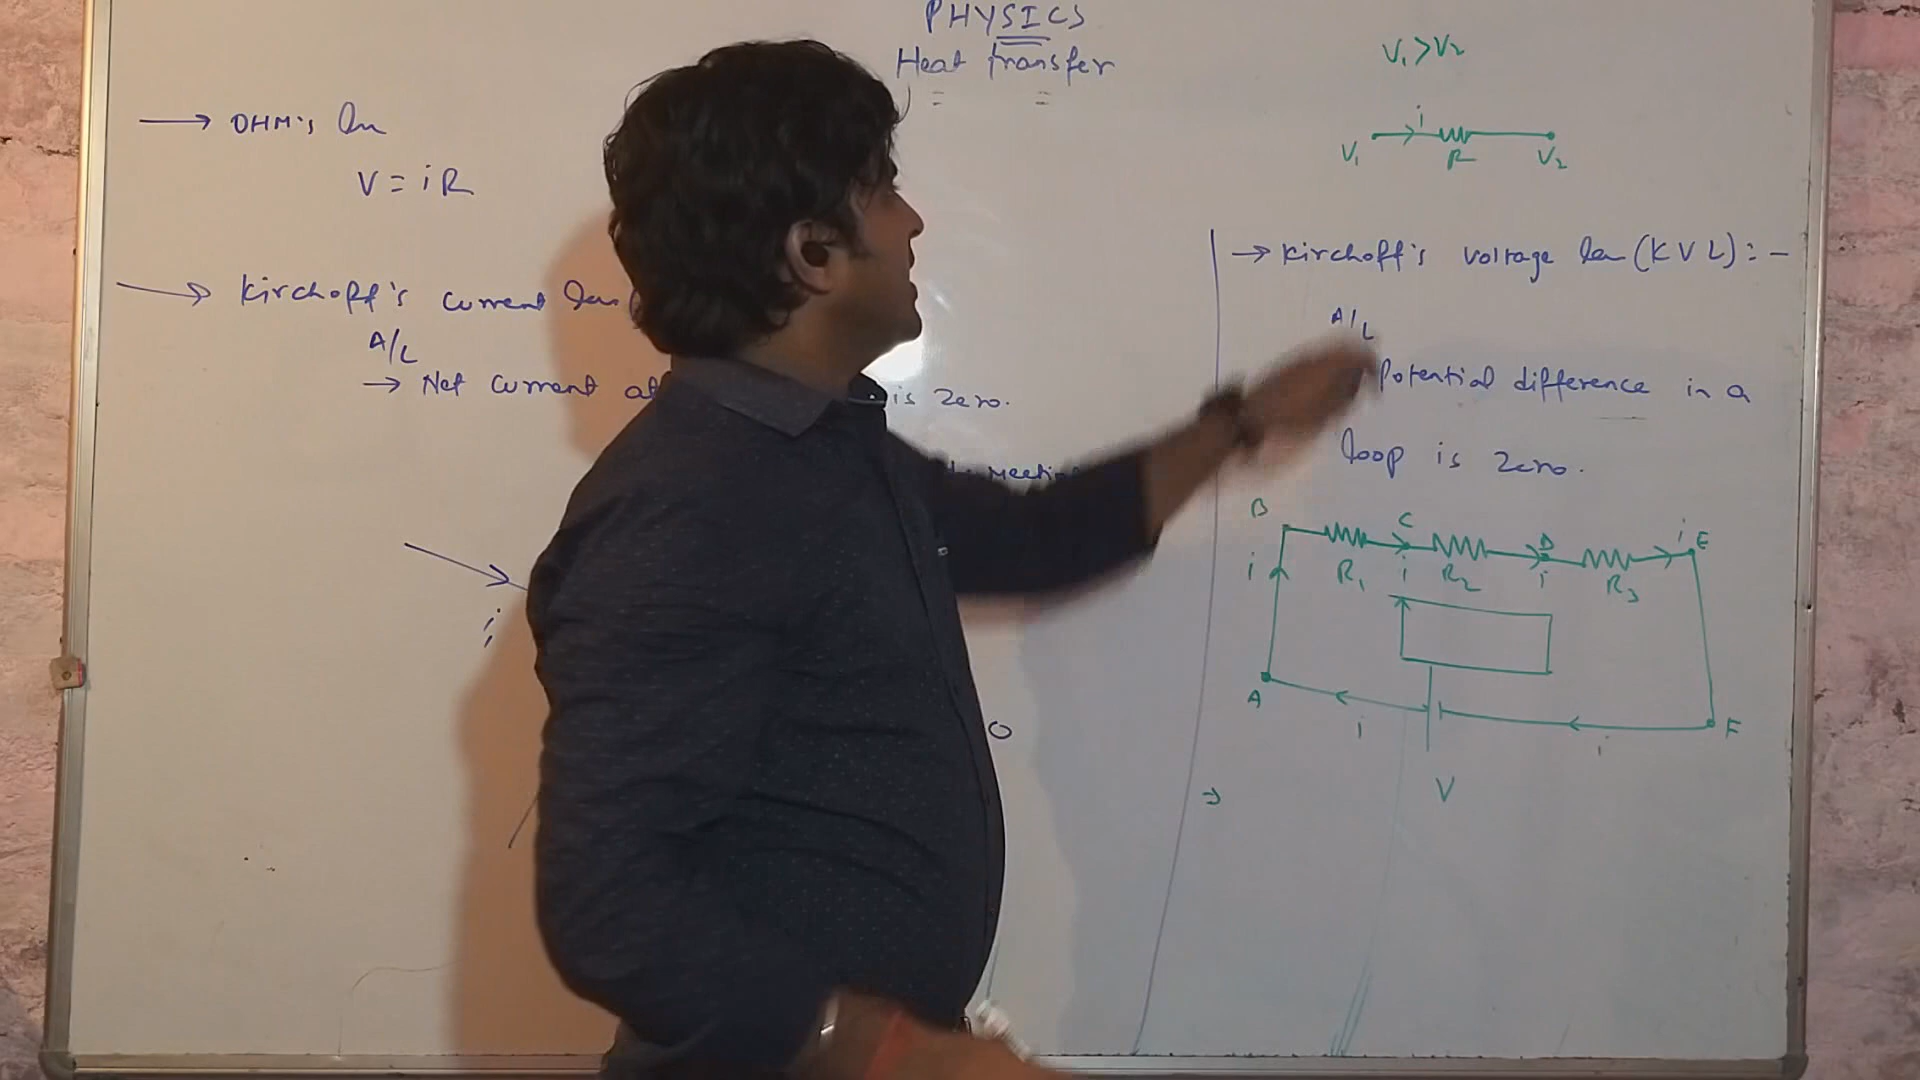 PHYSICS
Heat transfer
→ OHM's law
V = iR
→ Kirchoff's current law (
A/L
→ Net current at is zero.
meeting
i
O
V₁ > V₂
i
V₁ R V₂
→ Kirchoff's voltage law (KVL): -
A/L
Potential difference in a
loop is zero.
B C D i E
i R₁ i R₂ i R₃
A F
i i
→ V